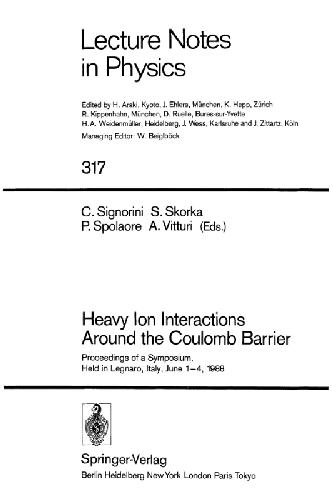 Lecture Notes
in Physics
Edited by H. Araki, Kyoto, J. Ehlers, München, K. Hepp, Zürich
R. Kippenhahn, München, D. Ruelle, Bures-sur-Yvette
H.A. Weidenmüller, Heidelberg, J. Wess, Karlsruhe and J. Zittartz, Köln
Managing Editor: W. Beiglböck
317
C. Signorini S. Skorka
P. Spolaore A. Vitturi (Eds.)
Heavy Ion Interactions
Around the Coulomb Barrier
Proceedings of a Symposium,
Held in Legnaro, Italy, June 1–4, 1988
Springer-Verlag
Berlin Heidelberg New York London Paris Tokyo